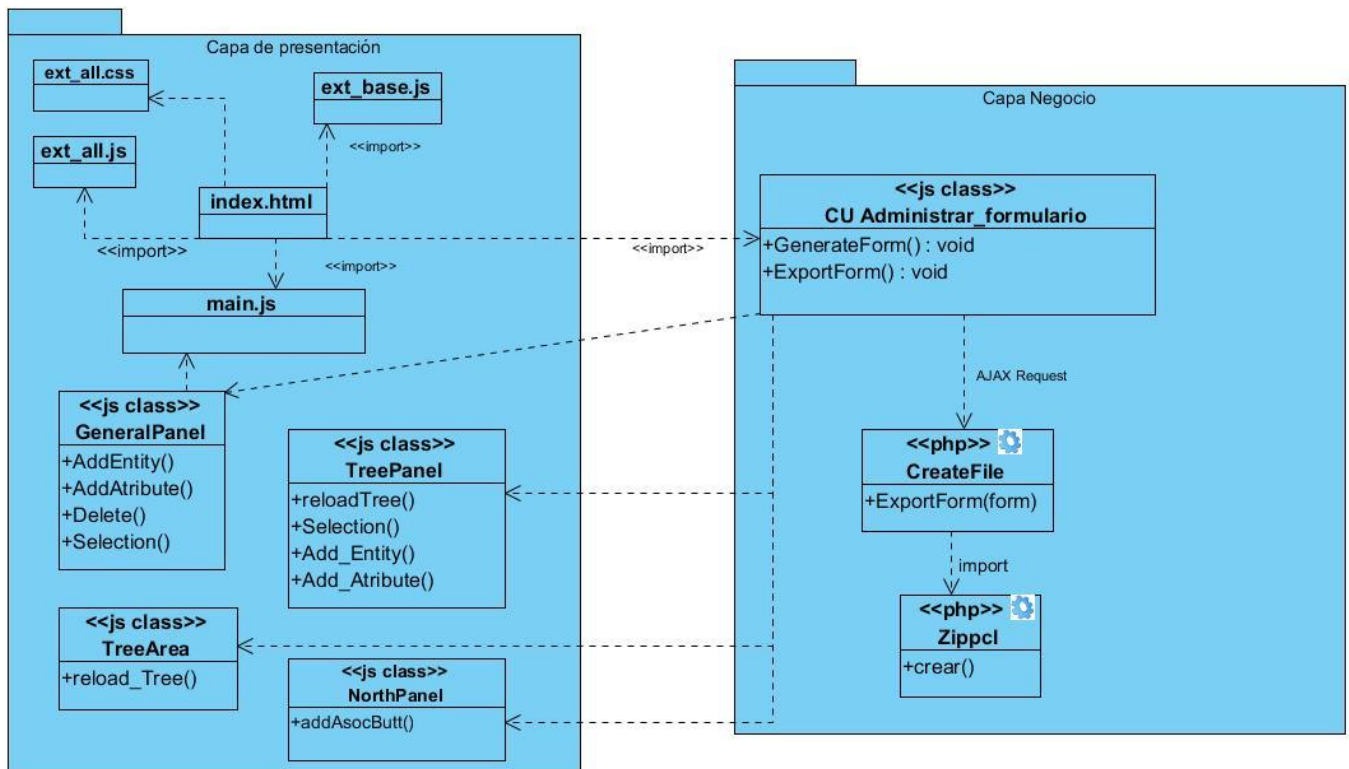 Capa de presentación
ext_all.css
ext_base.js
<<import>>
ext_all.js
index.html
<<import>>
<<import>>
main.js
<<js class>>
GeneralPanel
+AddEntity()
+AddAtribute()
+Delete()
+Selection()
<<js class>>
TreePanel
+reloadTree()
+Selection()
+Add_Entity()
+Add_Atribute()
<<js class>>
TreeArea
+reload_Tree()
<<js class>>
NorthPanel
+addAsocButt()
<<import>>
Capa Negocio
<<js class>>
CU Administrar_formulario
+GenerateForm() : void
+ExportForm() : void
AJAX Request
<<php>>
CreateFile
+ExportForm(form)
import
<<php>>
Zippcl
+crear()